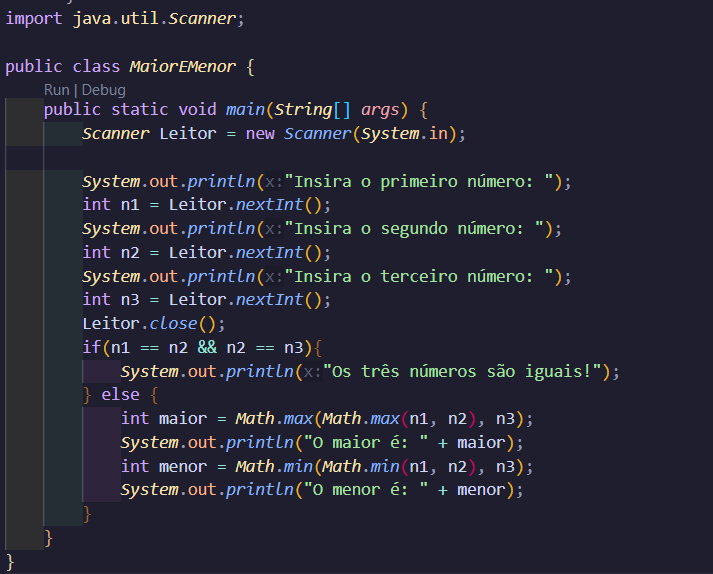 import java.util.Scanner;
public class MaiorEMenor {
Run | Debug
public static void main(String[] args) {
Scanner Leitor = new Scanner(System.in);
System.out.println(x:"Insira o primeiro número: ");
int n1 = Leitor.nextInt();
System.out.println(x:"Insira o segundo número: ");
int n2 = Leitor.nextInt();
System.out.println(x:"Insira o terceiro número: ");
int n3 = Leitor.nextInt();
Leitor.close();
if(n1 == n2 && n2 == n3){
System.out.println(x:"Os três números são iguais!");
} else {
int maior = Math.max(Math.max(n1, n2), n3);
System.out.println("O maior é: " + maior);
int menor = Math.min(Math.min(n1, n2), n3);
System.out.println("O menor é: " + menor);
}
}
}